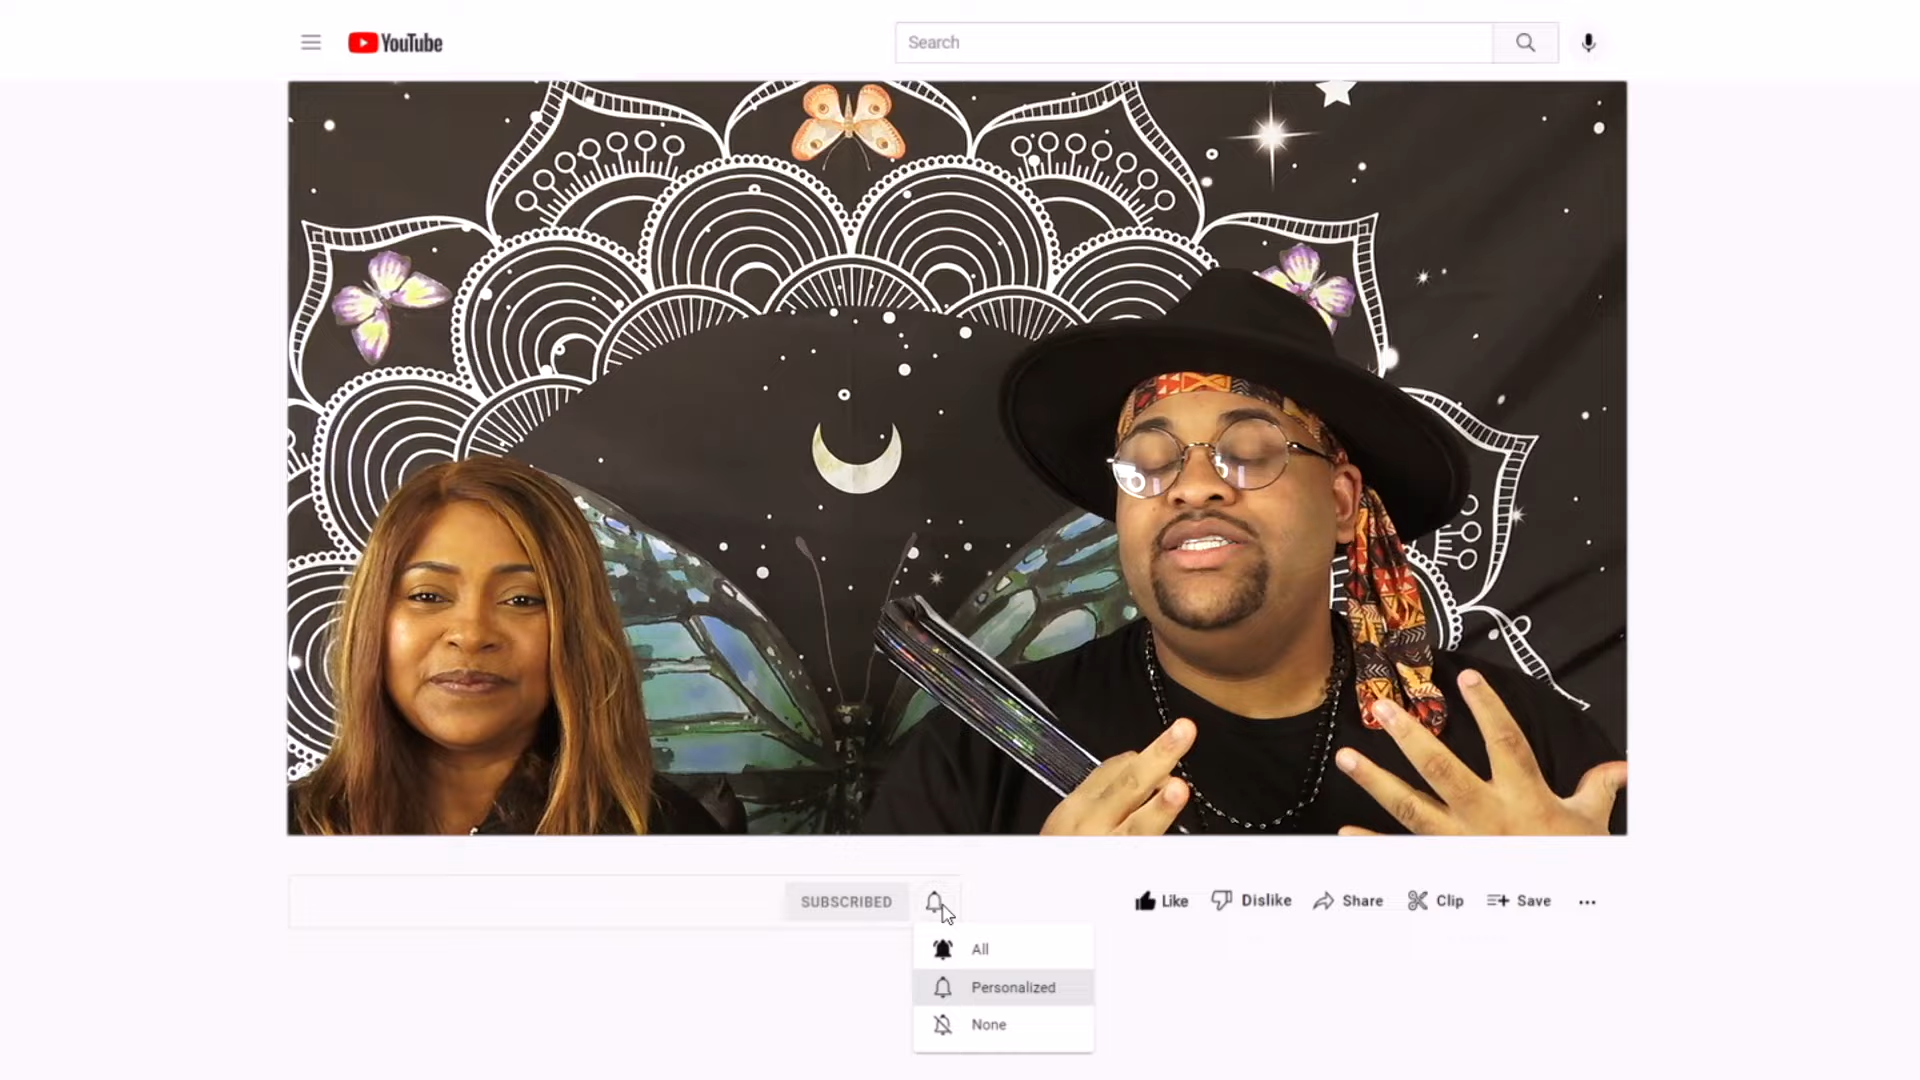 YouTube
Search
SUBSCRIBED
Like
Dislike
Share
Clip
Save
All
Personalized
None